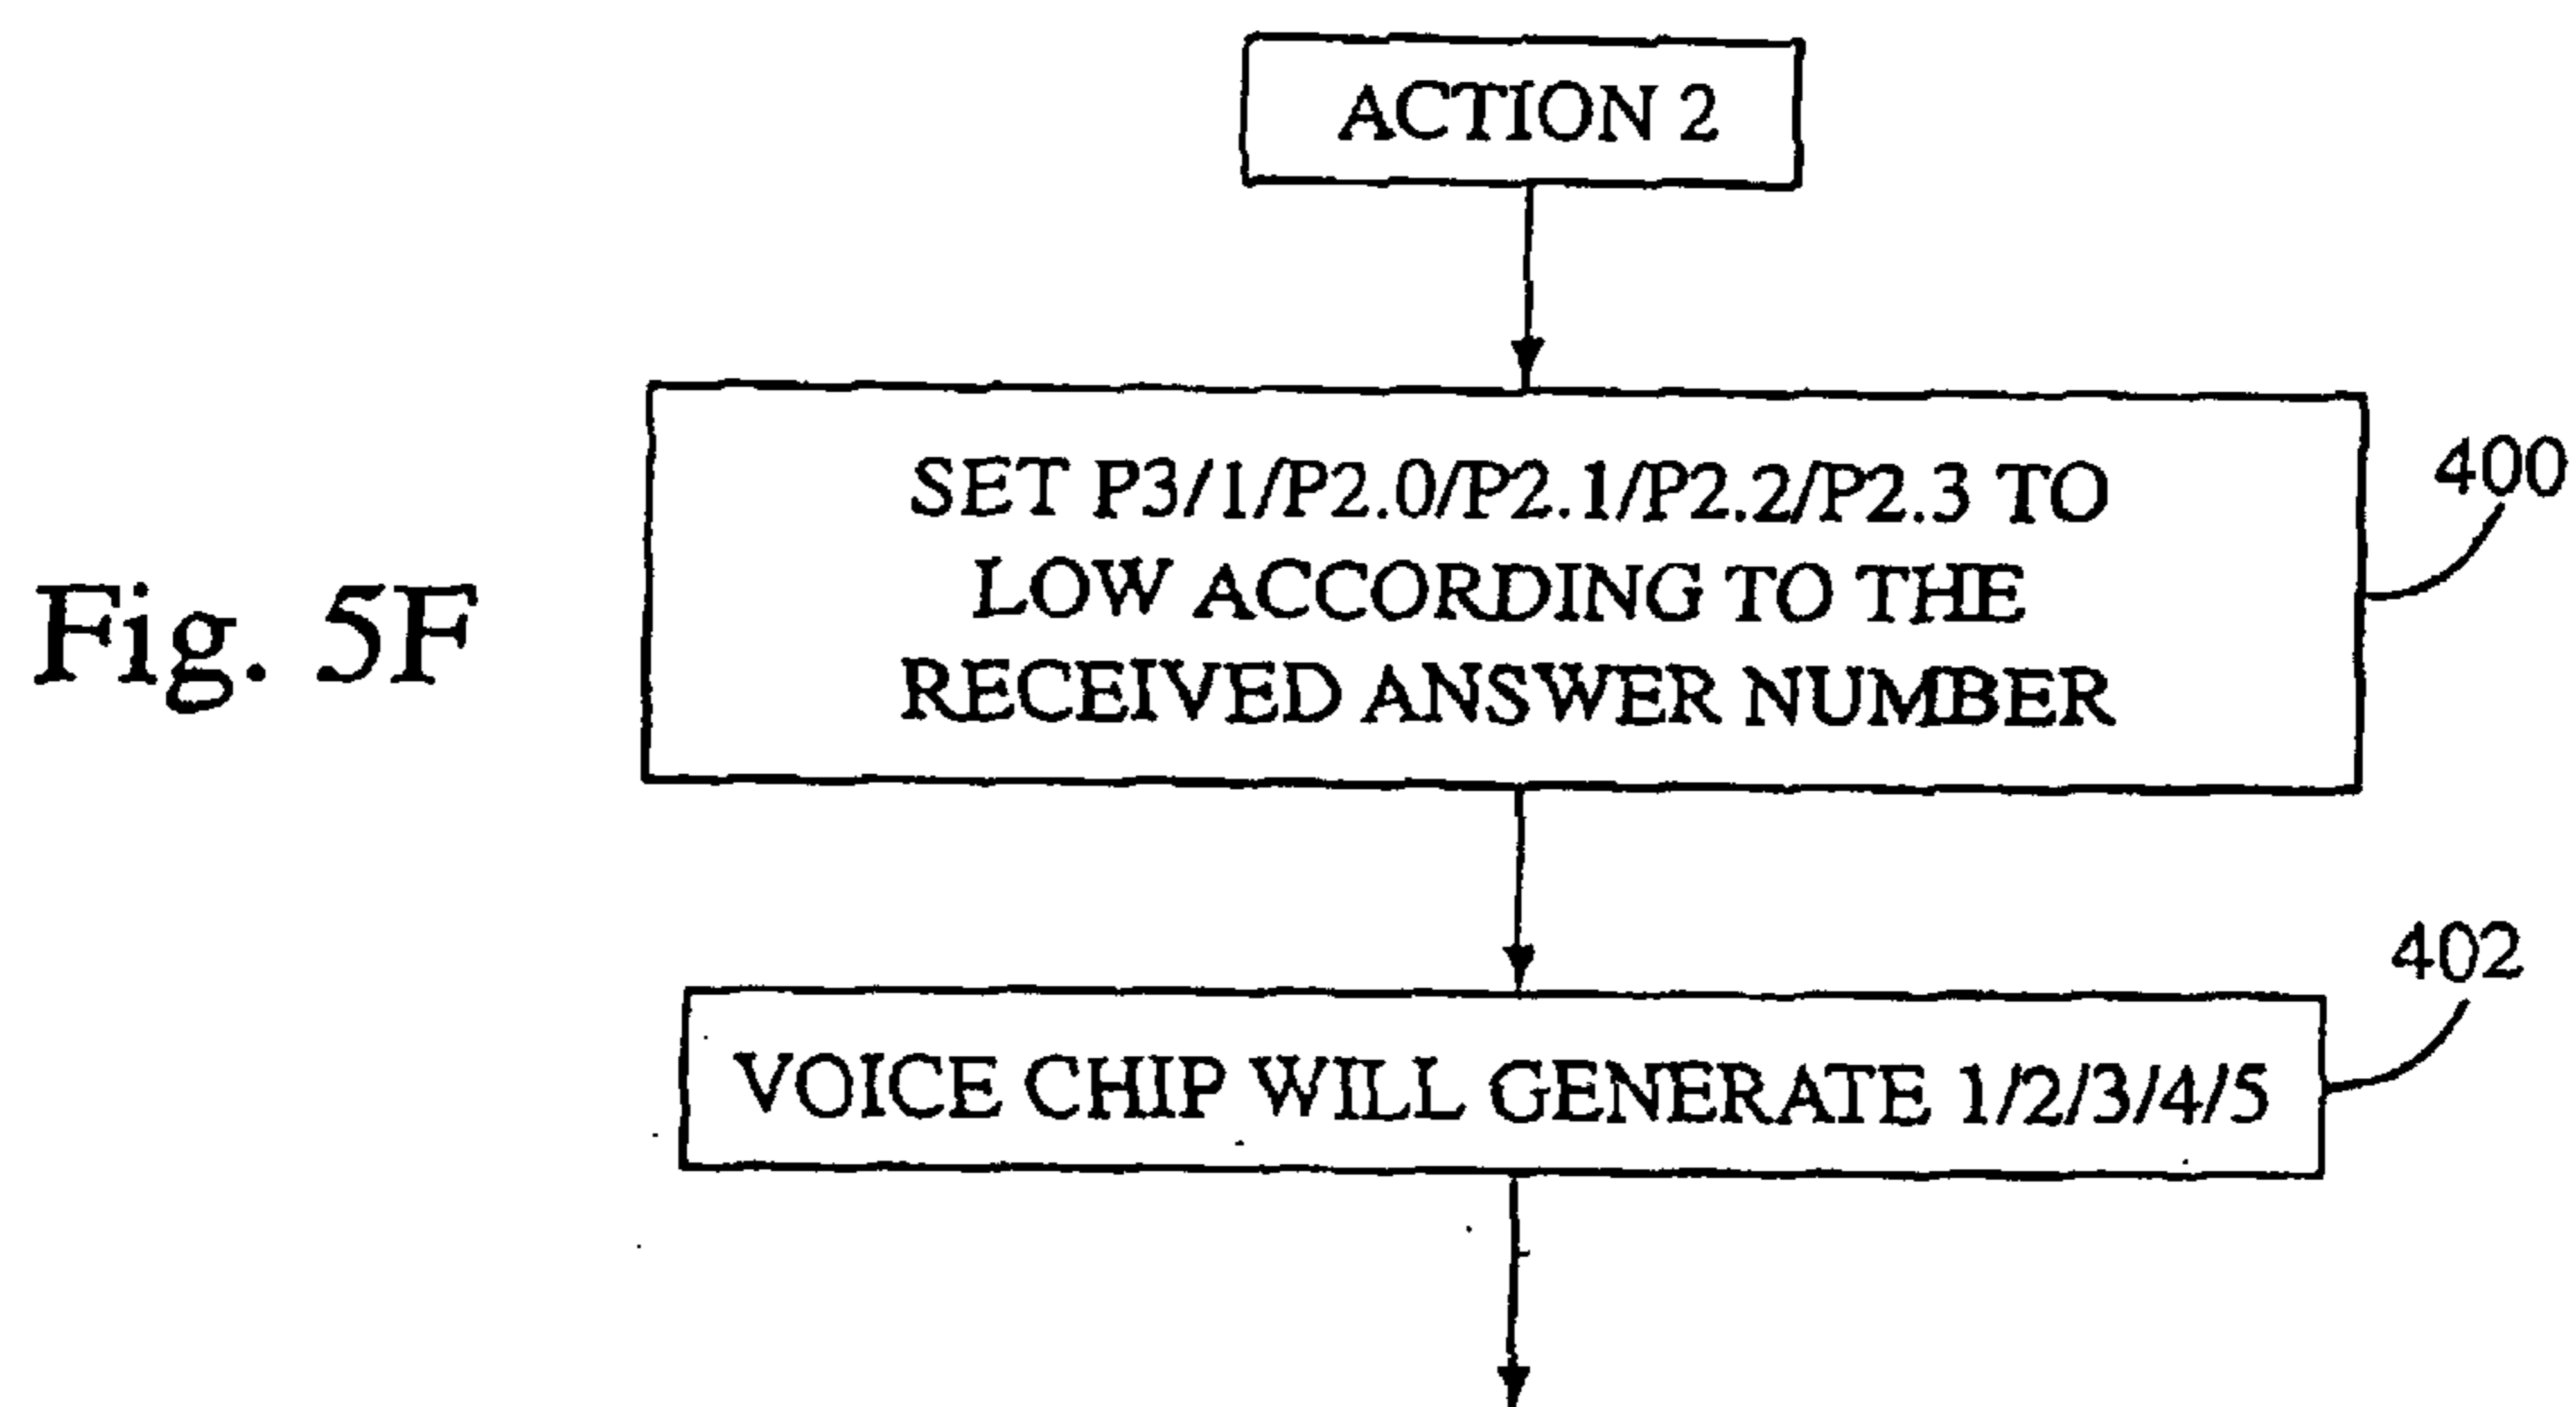 ACTION 2
SET P3/1/P2.0/P2.1/P2.2/P2.3 TO
LOW ACCORDING TO THE
RECEIVED ANSWER NUMBER
400
Fig. 5F
402
VOICE CHIP WILL GENERATE 1/2/3/4/5